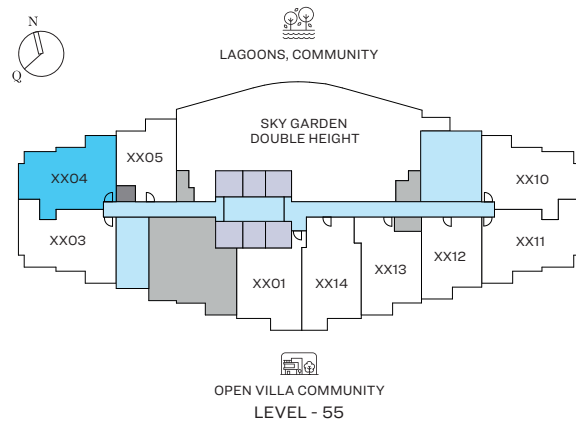 N
Q
LAGOONS, COMMUNITY
SKY GARDEN
DOUBLE HEIGHT
XX05
XX04
XX10
XX03
XX11
XX12
XX13
XX01
XX14
OPEN VILLA COMMUNITY
LEVEL - 55